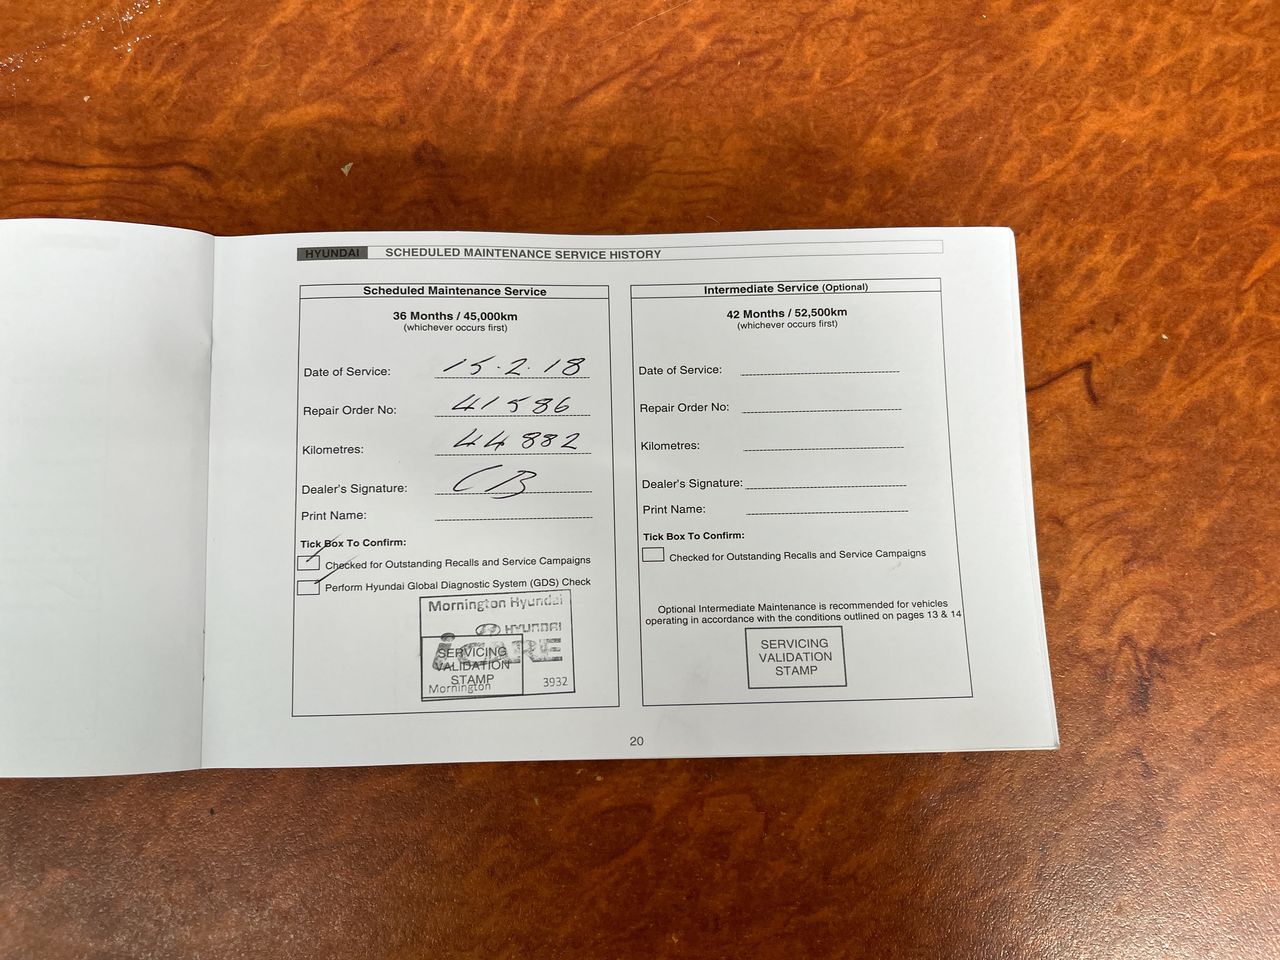 HYUNDAI SCHEDULED MAINTENANCE SERVICE HISTORY
Scheduled Maintenance Service
36 Months / 45,000km
(whichever occurs first)
Date of Service: 15.2.18
Repair Order No: 41586
Kilometres: 44882
Dealer's Signature: CB
Print Name:
Tick Box To Confirm:
Checked for Outstanding Recalls and Service Campaigns
Perform Hyundai Global Diagnostic System (GDS) Check
Mornington Hyundai
HYUNDAI
iCARE
SERVICING
VALIDATION
STAMP
Mornington 3932
Intermediate Service (Optional)
42 Months / 52,500km
(whichever occurs first)
Date of Service:
Repair Order No:
Kilometres:
Dealer's Signature:
Print Name:
Tick Box To Confirm:
Checked for Outstanding Recalls and Service Campaigns
Optional Intermediate Maintenance is recommended for vehicles
operating in accordance with the conditions outlined on pages 13 & 14
SERVICING
VALIDATION
STAMP
20